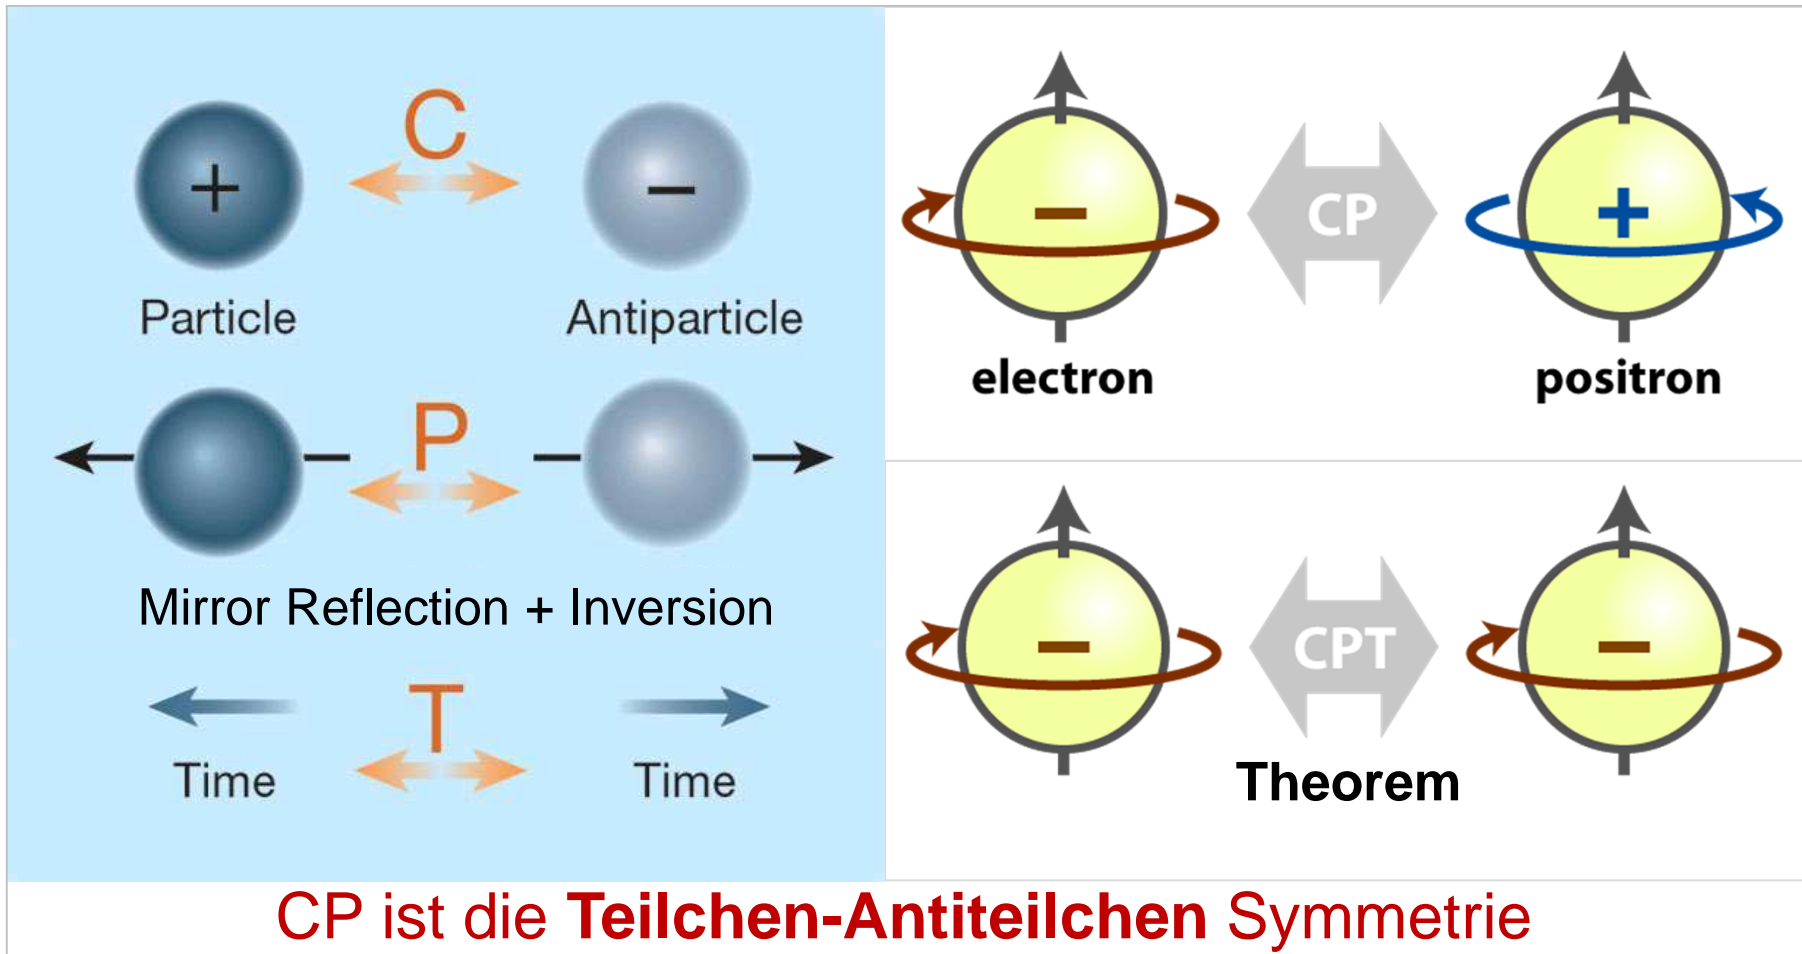 C
+
−
Particle
Antiparticle
P
Mirror Reflection + Inversion
T
Time
Time
−
CP
+
electron
positron
−
CPT
−
Theorem
CP ist die Teilchen-Antiteilchen Symmetrie